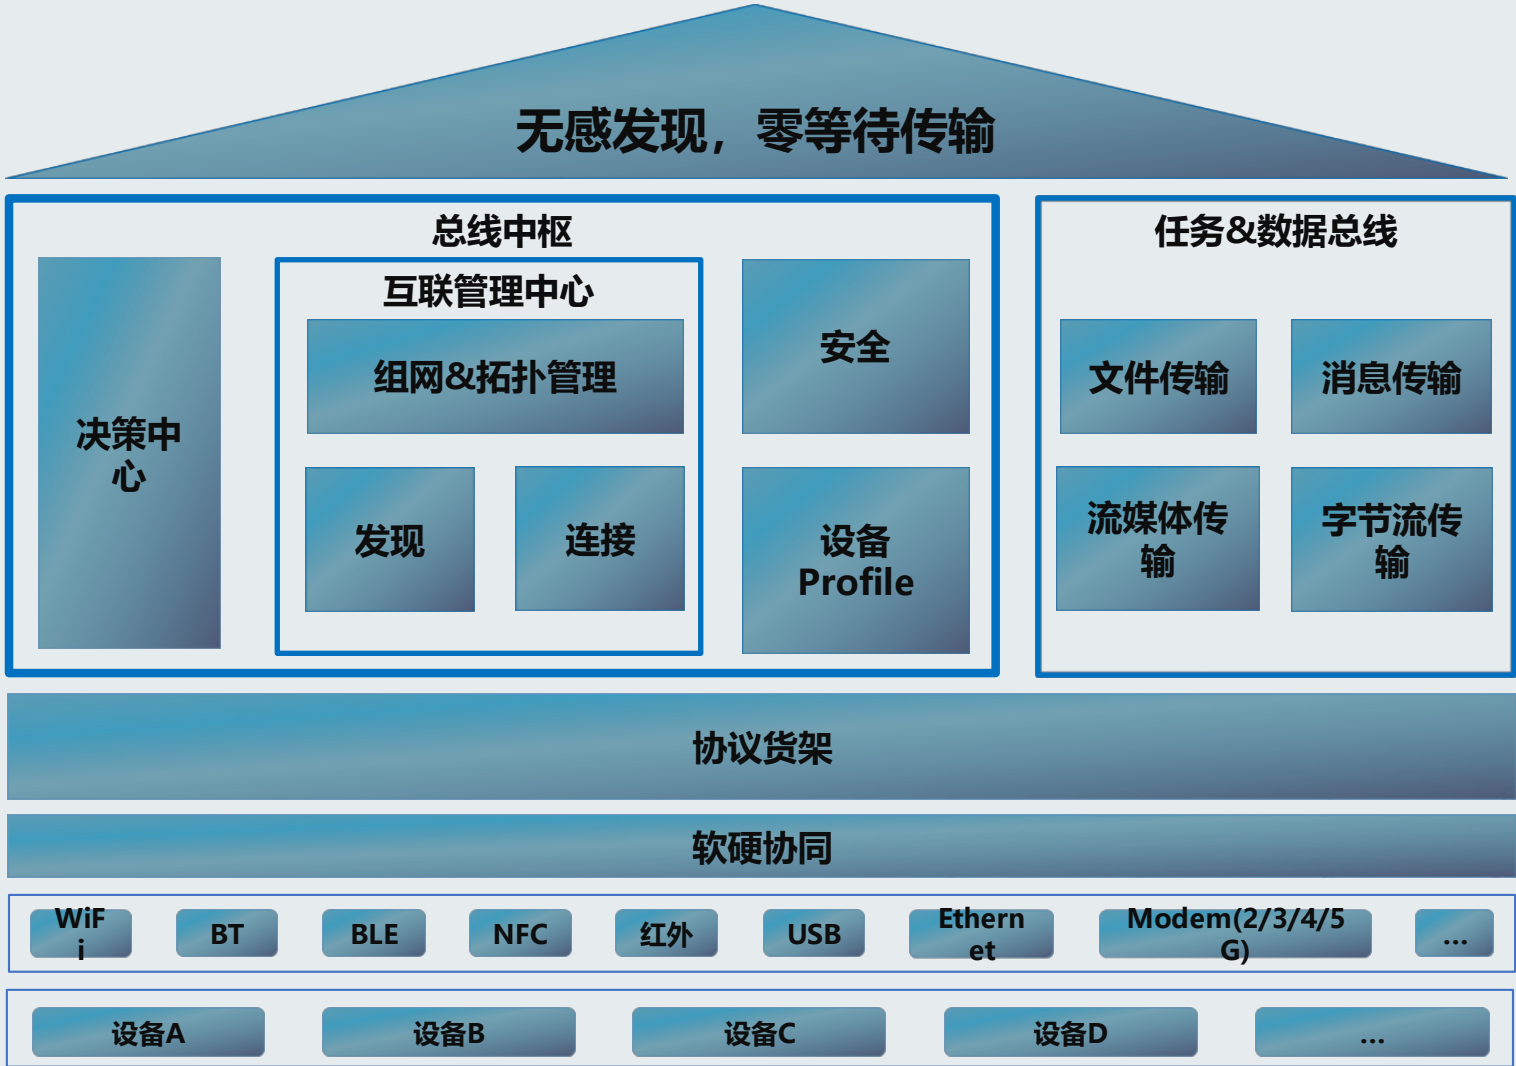 无感发现，零等待传输
总线中枢
任务&数据总线
决策中
心
互联管理中心
组网&拓扑管理
发现
连接
安全
设备
Profile
文件传输
消息传输
流媒体传
输
字节流传
输
协议货架
软硬协同
WiF
i
BT
BLE
NFC
红外
USB
Ethern
et
Modem(2/3/4/5
G)
...
设备A
设备B
设备C
设备D
...